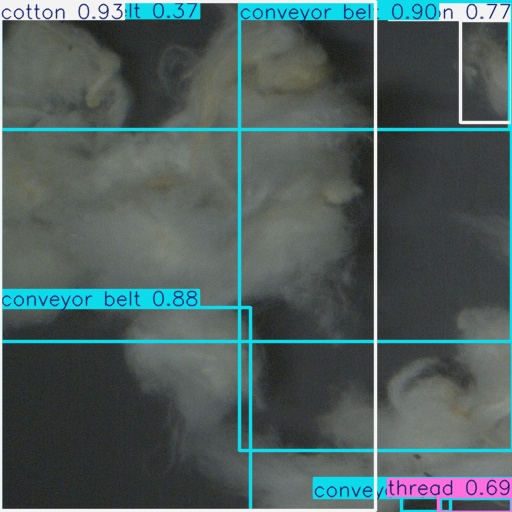 cotton 0.93 lt 0.37 conveyor belt 0.90 n 0.77
conveyor belt 0.88
convey thread 0.69